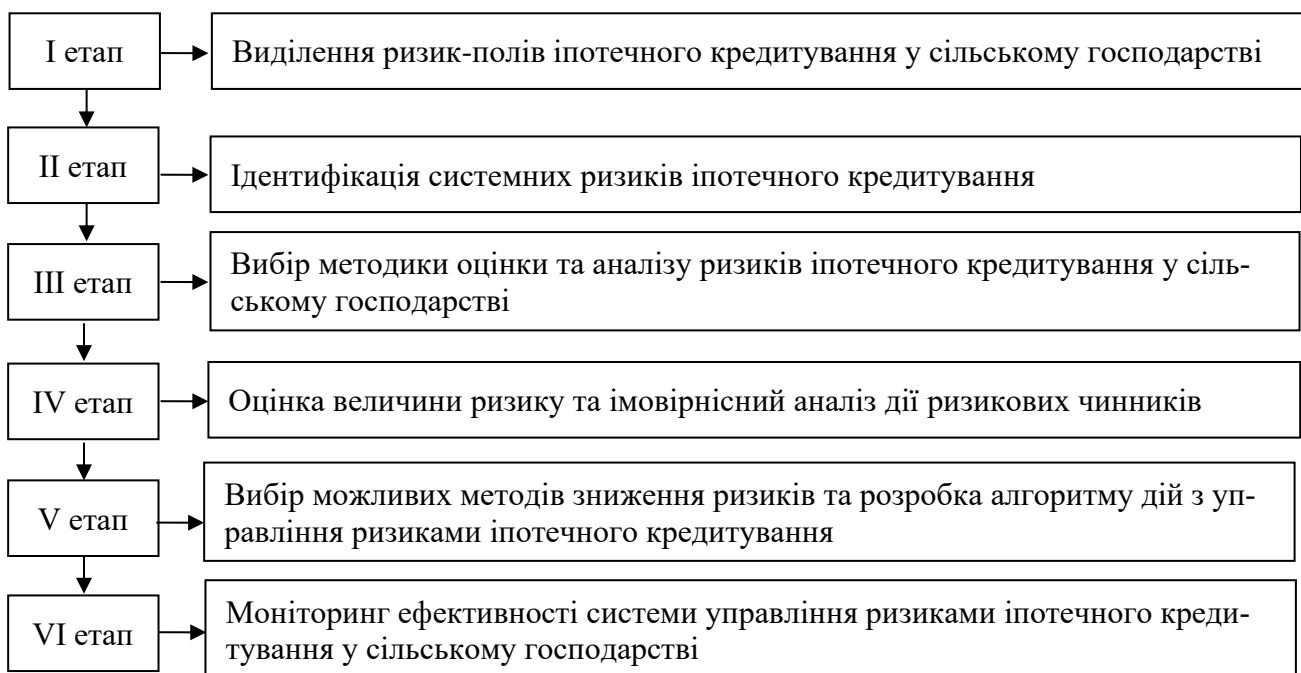 I етап
Виділення ризик-полів іпотечного кредитування у сільському господарстві
II етап
Ідентифікація системних ризиків іпотечного кредитування
III етап
Вибір методики оцінки та аналізу ризиків іпотечного кредитування у сіль-
ському господарстві
IV етап
Оцінка величини ризику та імовірнісний аналіз дії ризикових чинників
V етап
Вибір можливих методів зниження ризиків та розробка алгоритму дій з уп-
равління ризиками іпотечного кредитування
VI етап
Моніторинг ефективності системи управління ризиками іпотечного креди-
тування у сільському господарстві